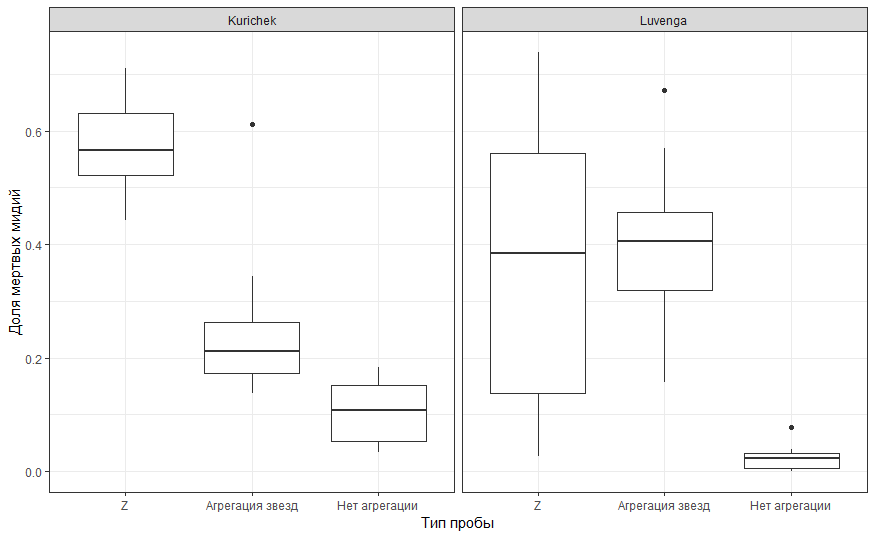 Kurichek
Luvenga
Доля мертвых мидий
0.6
0.4
0.2
0.0
Z
Агрегация звезд
Нет агрегации
Z
Агрегация звезд
Нет агрегации
Тип пробы